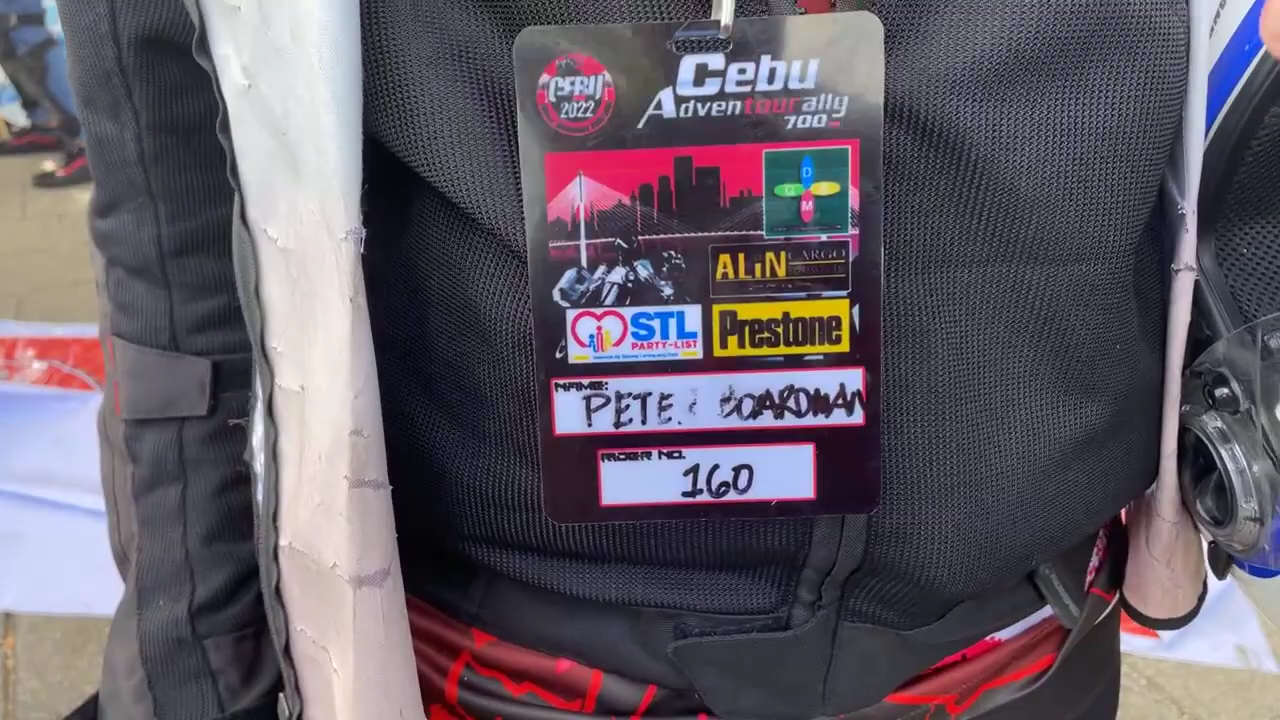 CEBU
2022
Cebu
Adventourally
700
D
G
M
ALiN CARGO
STL
PARTY-LIST
Prestone
NAME:
PETE BOARDMAN
RIDER NO.
160